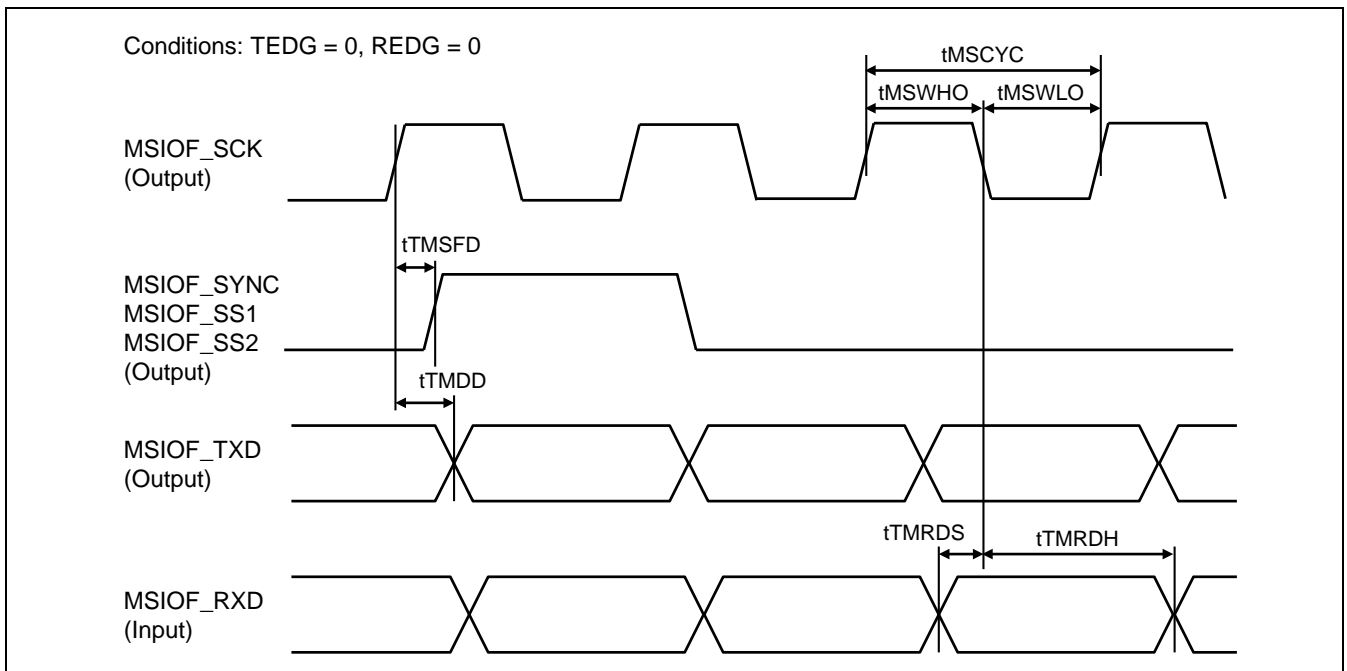 Conditions: TEDG = 0, REDG = 0
tMSCYC
tMSWHO
tMSWLO
MSIOF_SCK
(Output)
tTMSFD
MSIOF_SYNC
MSIOF_SS1
MSIOF_SS2
(Output)
tTMDD
MSIOF_TXD
(Output)
tTMRDS
tTMRDH
MSIOF_RXD
(Input)